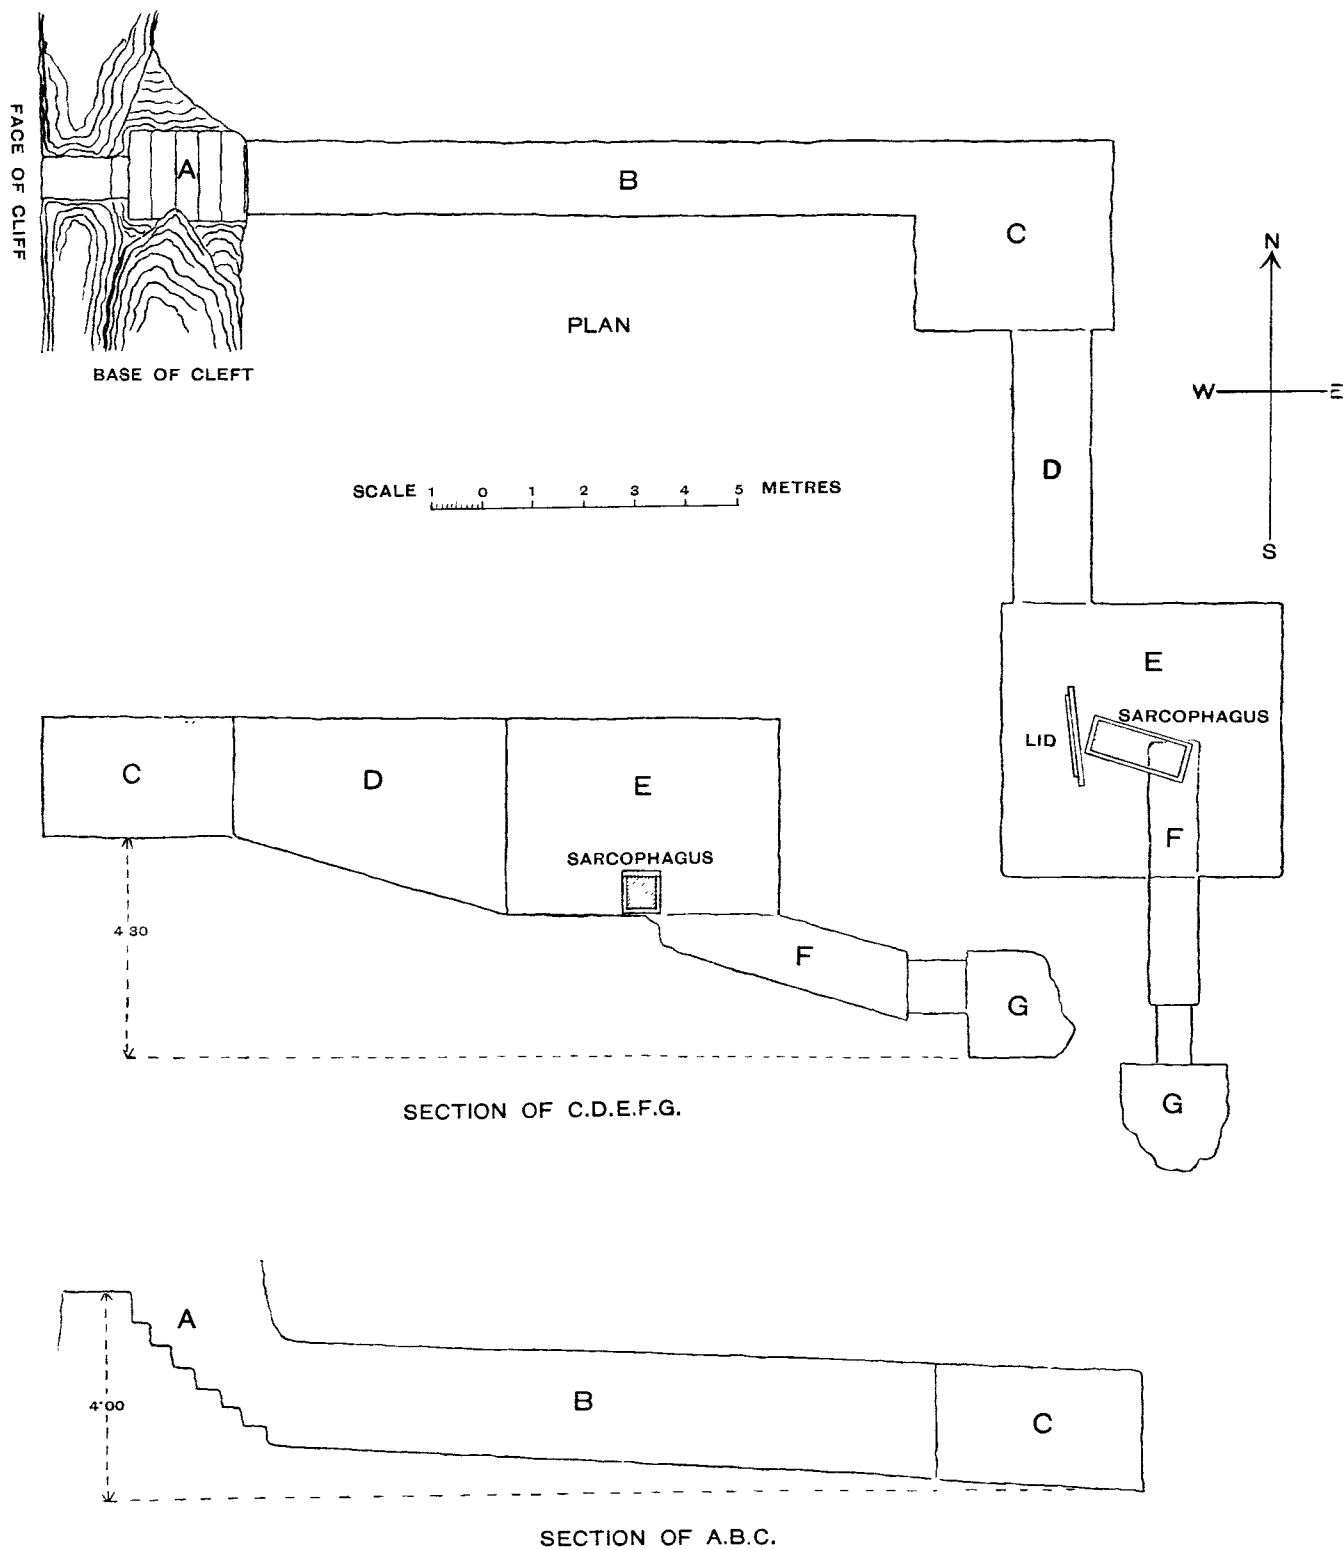 FACE OF CLIFF
A
B
C
N
PLAN
BASE OF CLEFT
W
E
D
SCALE 1 0 1 2 3 4 5 METRES
S
E
SARCOPHAGUS
LID
F
G
C
D
E
SARCOPHAGUS
4 30
F
G
SECTION OF C.D.E.F.G.
A
4·00
B
C
SECTION OF A.B.C.